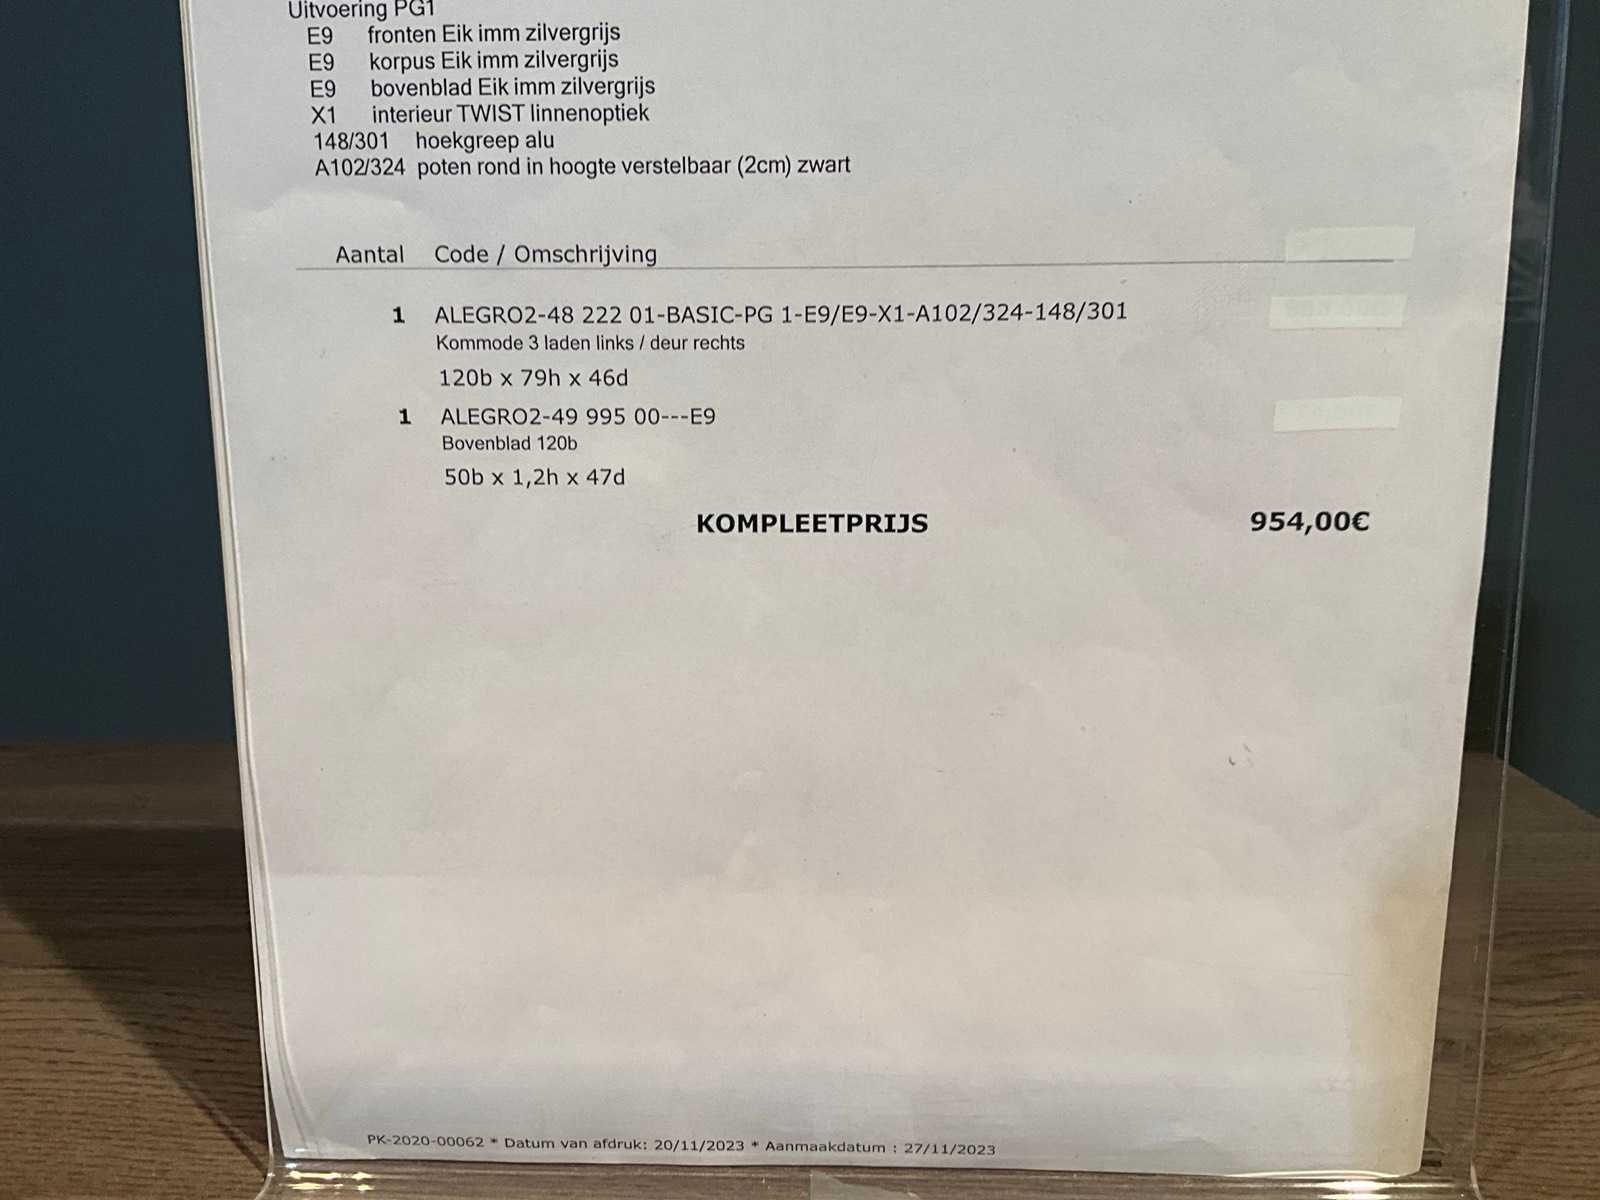 Uitvoering PG1
E9 fronten Eik imm zilvergrijs
E9 korpus Eik imm zilvergrijs
E9 bovenblad Eik imm zilvergrijs
X1 interieur TWIST linnenoptiek
148/301 hoekgreep alu
A102/324 poten rond in hoogte verstelbaar (2cm) zwart
Aantal Code / Omschrijving
1 ALEGRO2-48 222 01-BASIC-PG 1-E9/E9-X1-A102/324-148/301
Kommode 3 laden links / deur rechts
120b x 79h x 46d
1 ALEGRO2-49 995 00---E9
Bovenblad 120b
50b x 1,2h x 47d
KOMPLEETPRIJS 954,00€
PK-2020-00062 * Datum van afdruk: 20/11/2023 * Aanmaakdatum : 27/11/2023